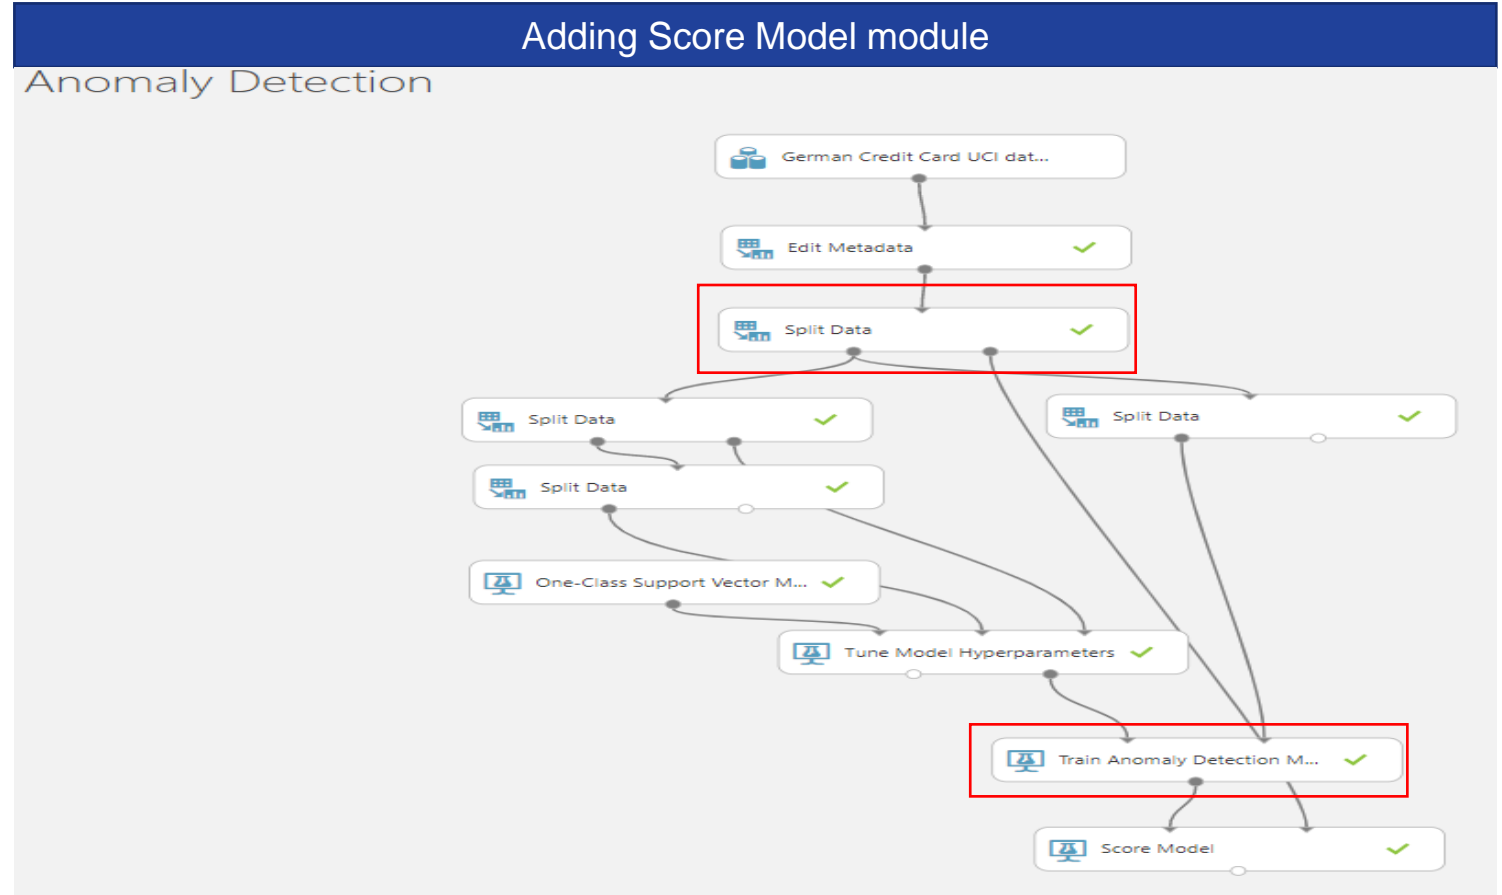 Adding Score Model module
Anomaly Detection
German Credit Card UCI dat...
Edit Metadata
Split Data
Split Data
Split Data
Split Data
One-Class Support Vector M...
Tune Model Hyperparameters
Train Anomaly Detection M...
Score Model